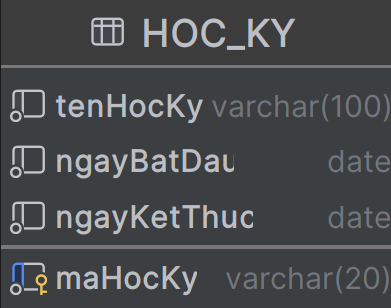 HOC_KY
tenHocKy varchar(100)
ngayBatDau date
ngayKetThuc date
maHocKy varchar(20)